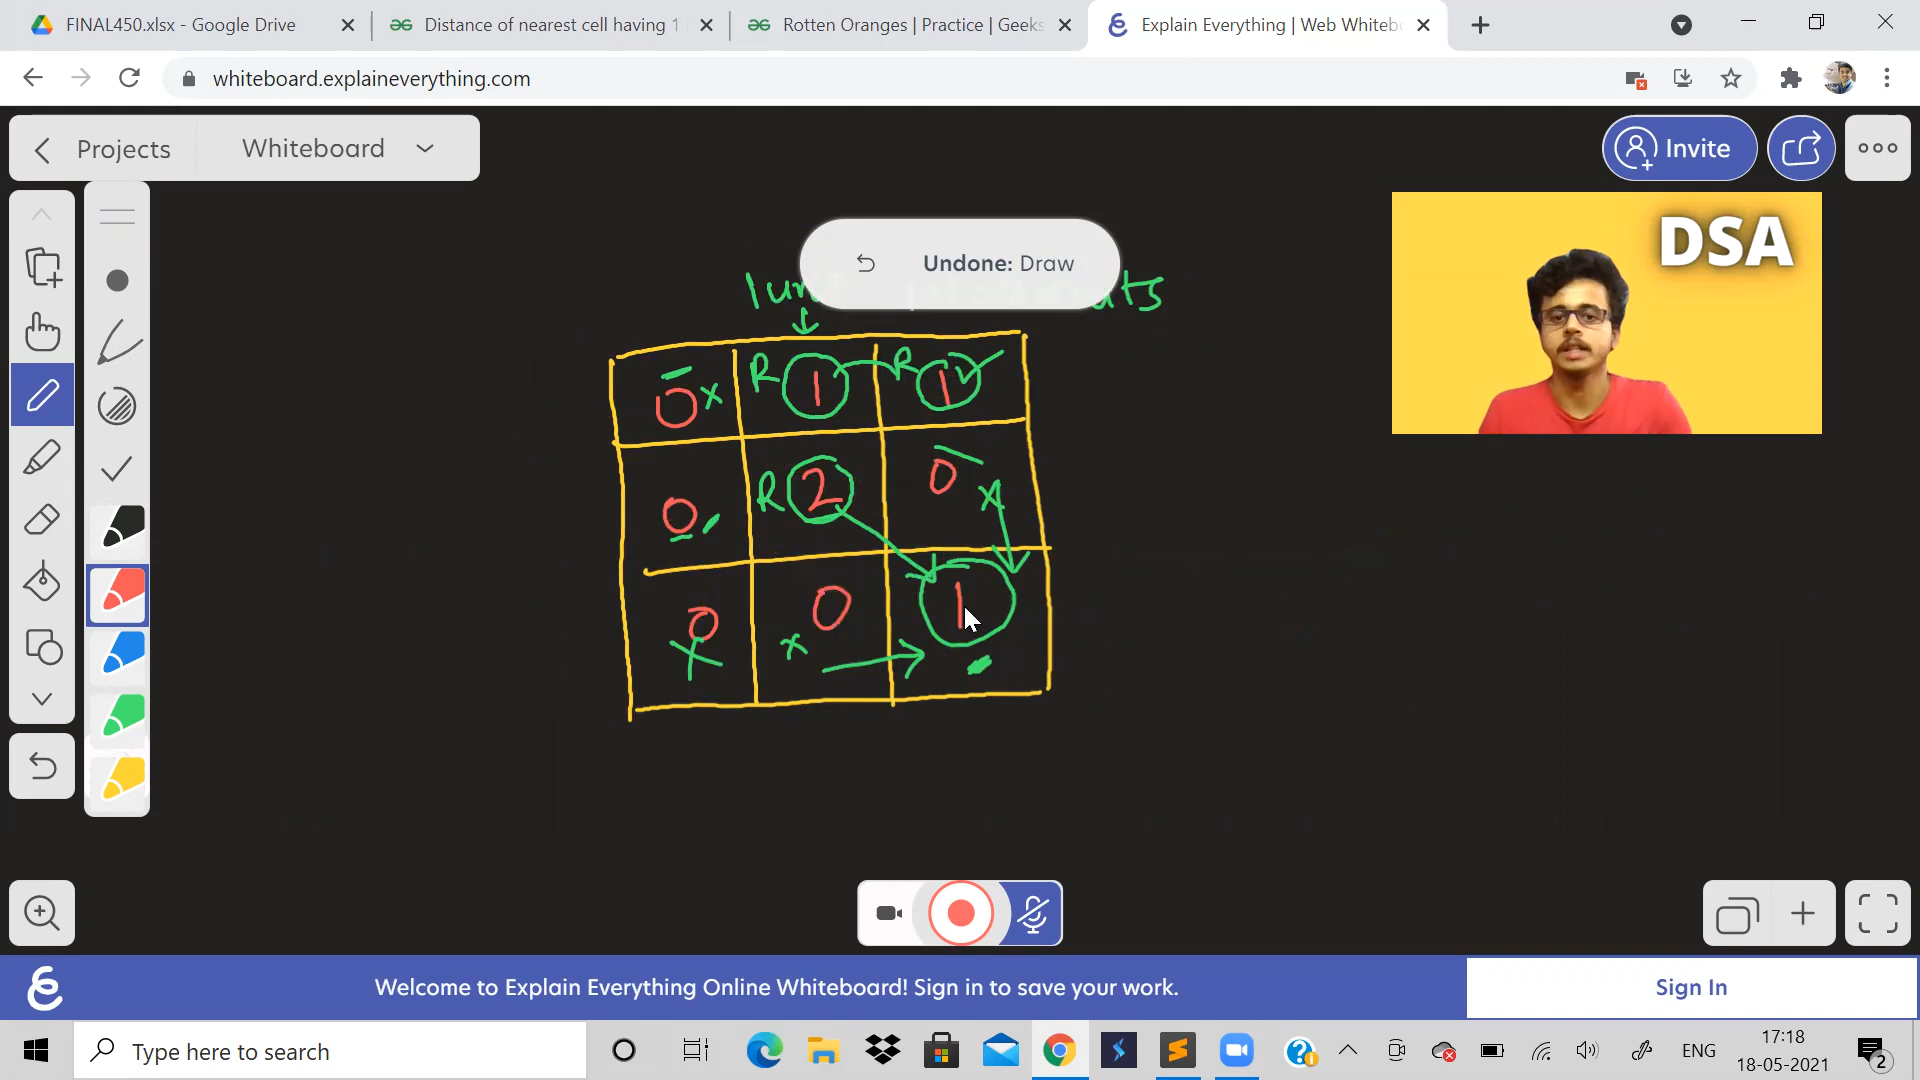 FINAL450.xlsx - Google Drive
Distance of nearest cell having 1
Rotten Oranges | Practice | Geeks
Explain Everything | Web Whitebo
whiteboard.explaineverything.com
Projects
Whiteboard
Invite
DSA
Undone: Draw
0 x R 1 R 1
0 R 2 0 x
0 x 0 1
Welcome to Explain Everything Online Whiteboard! Sign in to save your work.
Sign In
Type here to search
ENG
17:18
18-05-2021
2